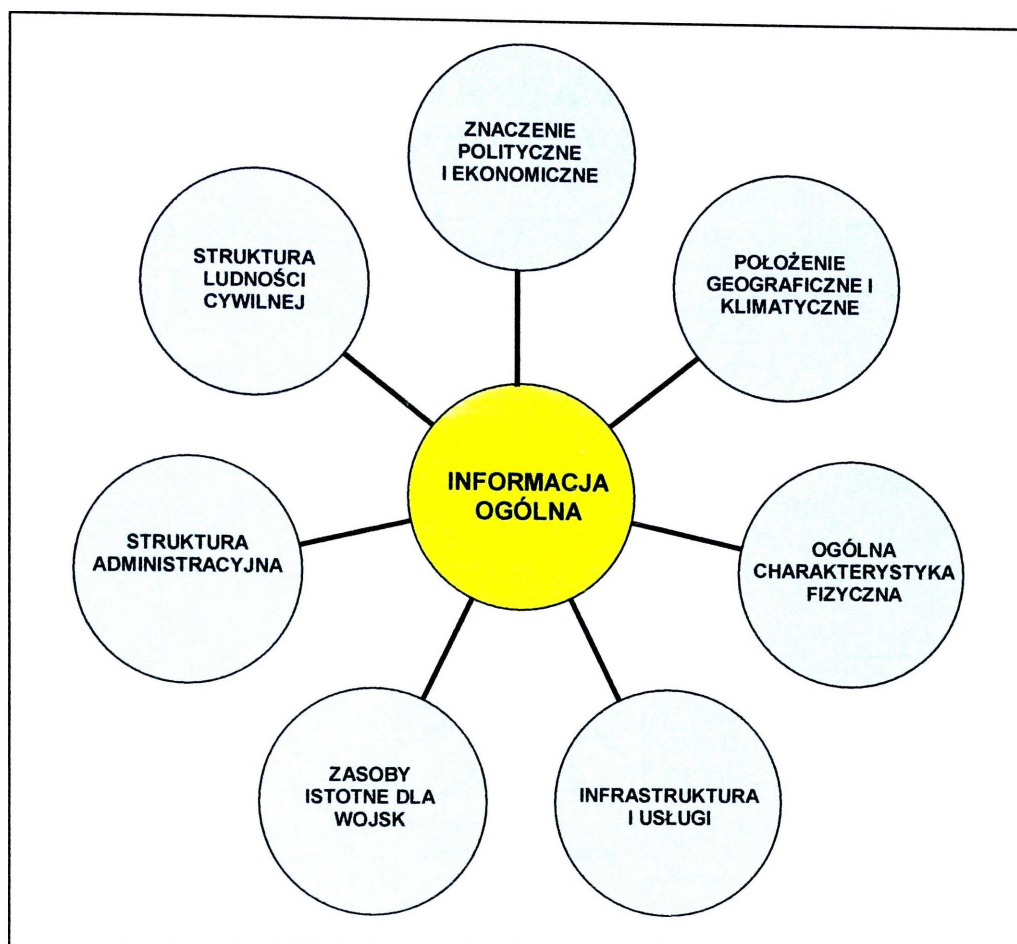 ZNACZENIE
POLITYCZNE
I EKONOMICZNE
STRUKTURA
LUDNOŚCI
CYWILNEJ
POŁOŻENIE
GEOGRAFICZNE I
KLIMATYCZNE
INFORMACJA
OGÓLNA
STRUKTURA
ADMINISTRACYJNA
OGÓLNA
CHARAKTERYSTYKA
FIZYCZNA
ZASOBY
ISTOTNE DLA
WOJSK
INFRASTRUKTURA
I USŁUGI